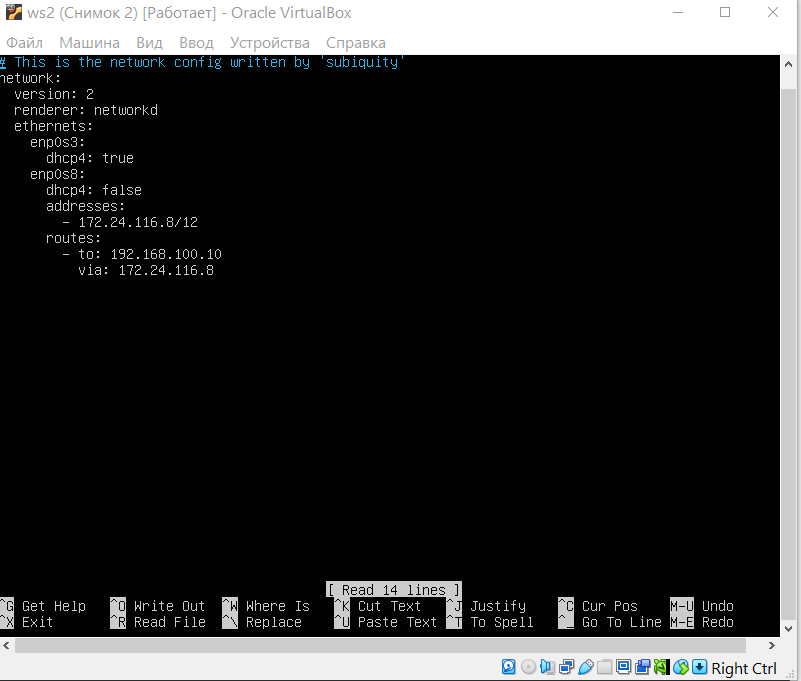 ws2 (Снимок 2) [Работает] - Oracle VirtualBox
Файл Машина Вид Ввод Устройства Справка
# This is the network config written by 'subiquity'
network:
  version: 2
  renderer: networkd
  ethernets:
    enp0s3:
      dhcp4: true
    enp0s8:
      dhcp4: false
      addresses:
        - 172.24.116.8/12
      routes:
        - to: 192.168.100.10
          via: 172.24.116.8
[ Read 14 lines ]
^G Get Help ^O Write Out ^W Where Is ^K Cut Text ^J Justify ^C Cur Pos M-U Undo
^X Exit ^R Read File ^\ Replace ^U Paste Text ^T To Spell ^_ Go To Line M-E Redo
Right Ctrl